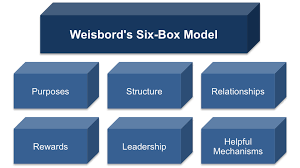 Weisbord's Six-Box Model
Purposes
Structure
Relationships
Rewards
Leadership
Helpful
Mechanisms